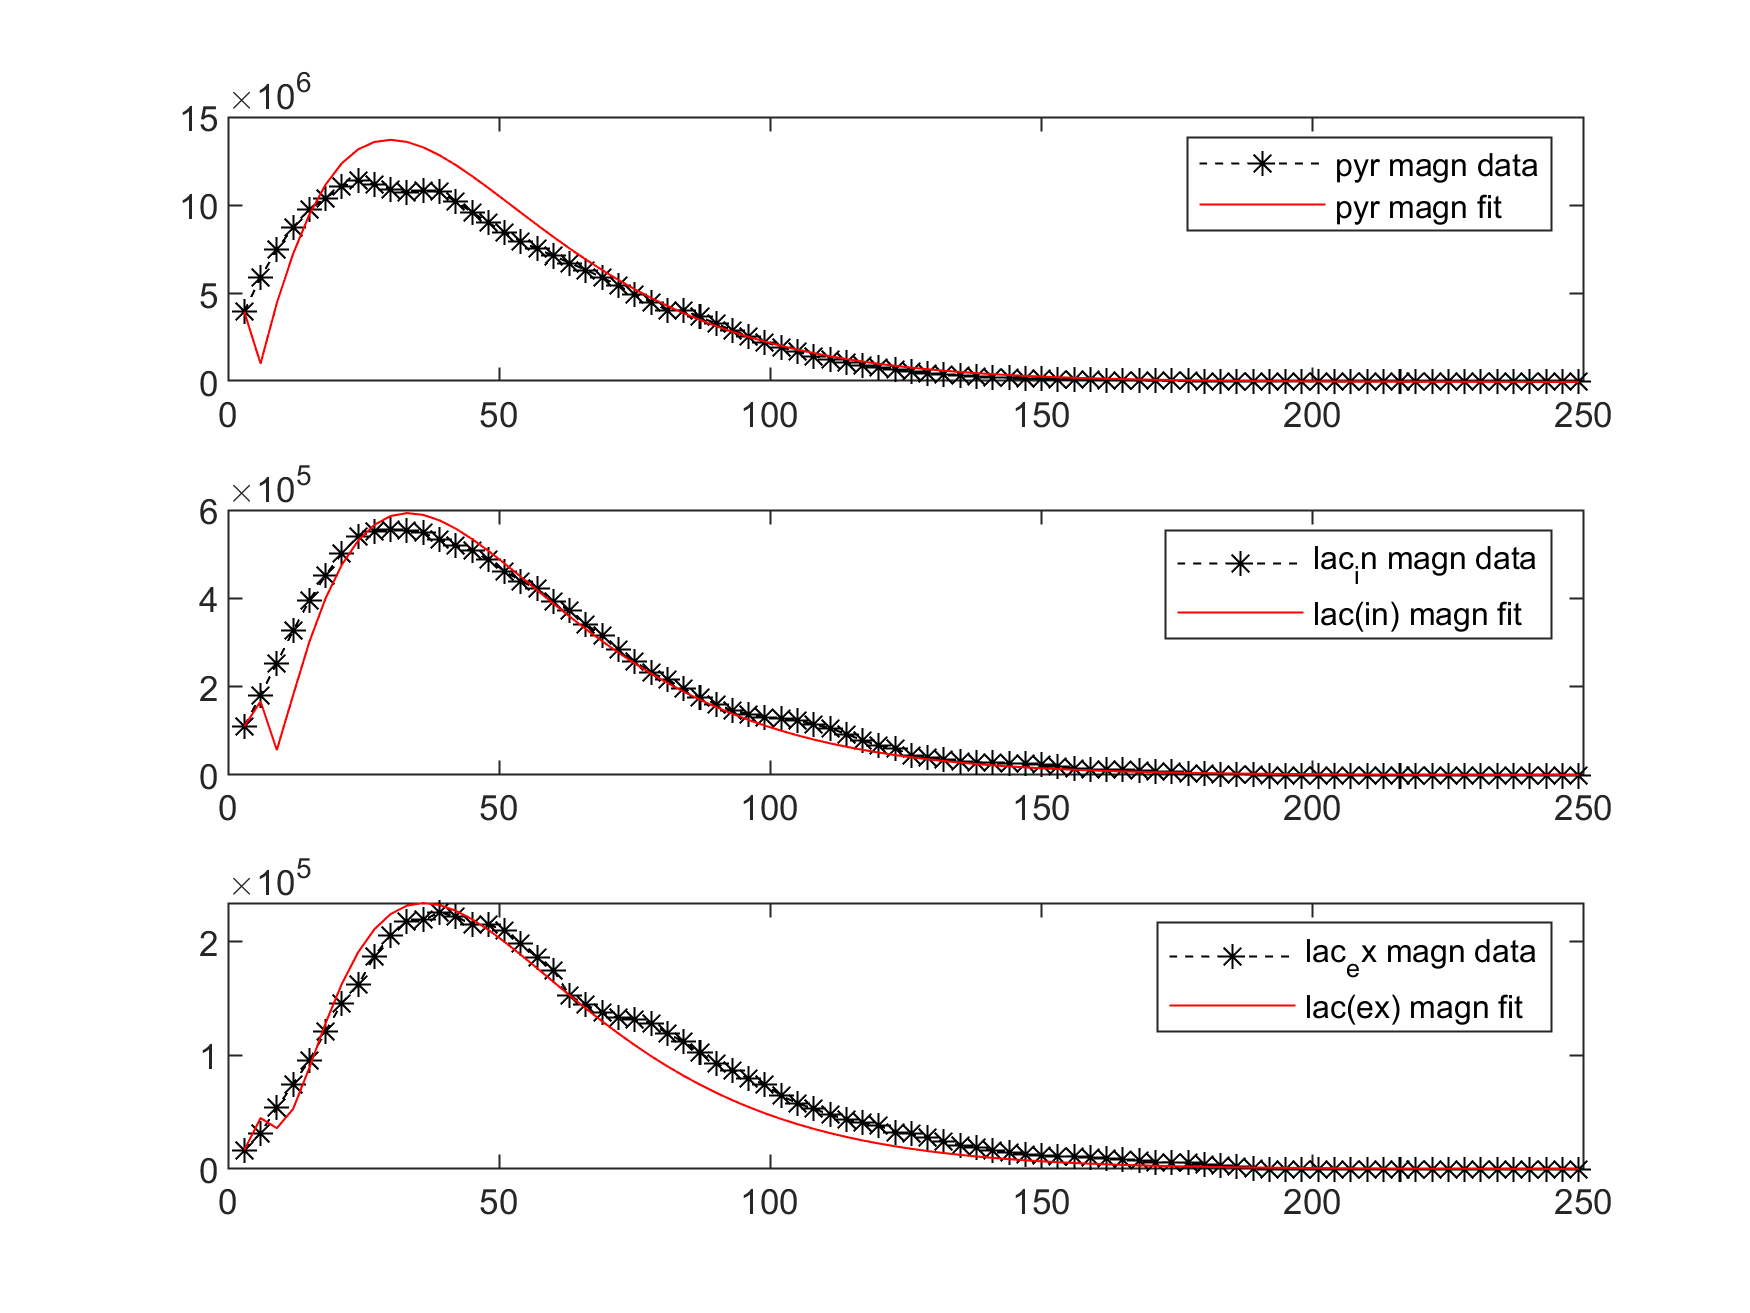 ×10^6
15
10
5
0
0 50 100 150 200 250
pyr magn data
pyr magn fit
×10^5
6
4
2
0
0 50 100 150 200 250
lac_in magn data
lac(in) magn fit
×10^5
2
1
0
0 50 100 150 200 250
lac_ex magn data
lac(ex) magn fit